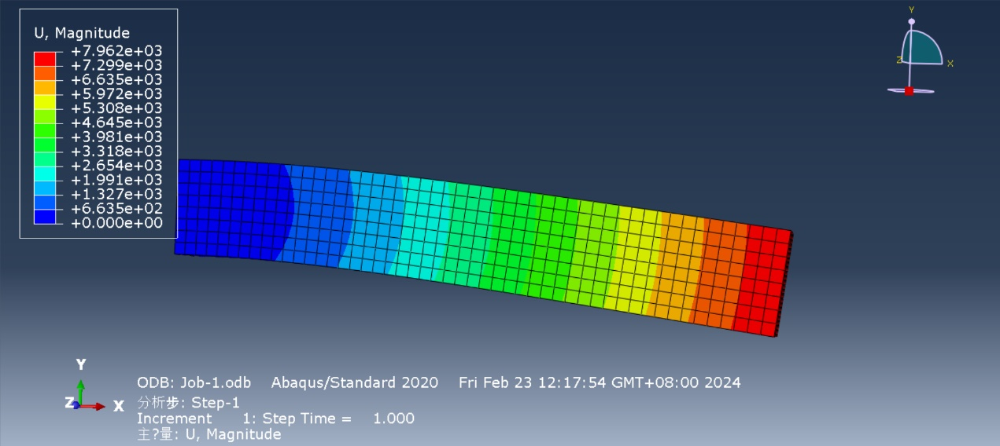 U, Magnitude
+7.962e+03
+7.299e+03
+6.635e+03
+5.972e+03
+5.308e+03
+4.645e+03
+3.981e+03
+3.318e+03
+2.654e+03
+1.991e+03
+1.327e+03
+6.635e+02
+0.000e+00
Y
Z
X
Y
Z
X
ODB: Job-1.odb Abaqus/Standard 2020 Fri Feb 23 12:17:54 GMT+08:00 2024
分析步: Step-1
Increment 1: Step Time = 1.000
主?量: U, Magnitude